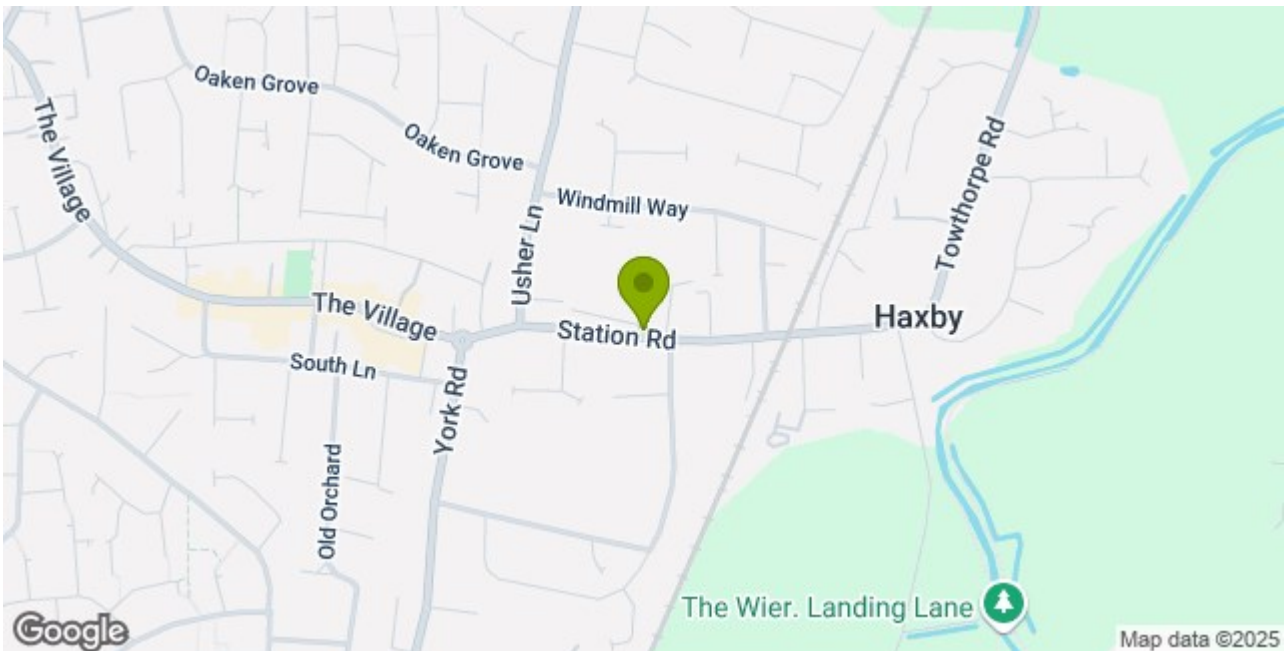 Oaken Grove
Oaken Grove
The Village
Towthorpe Rd
Windmill Way
Usher Ln
The Village
Station Rd
Haxby
South Ln
York Rd
Old Orchard
The Wier. Landing Lane
Google
Map data ©2025